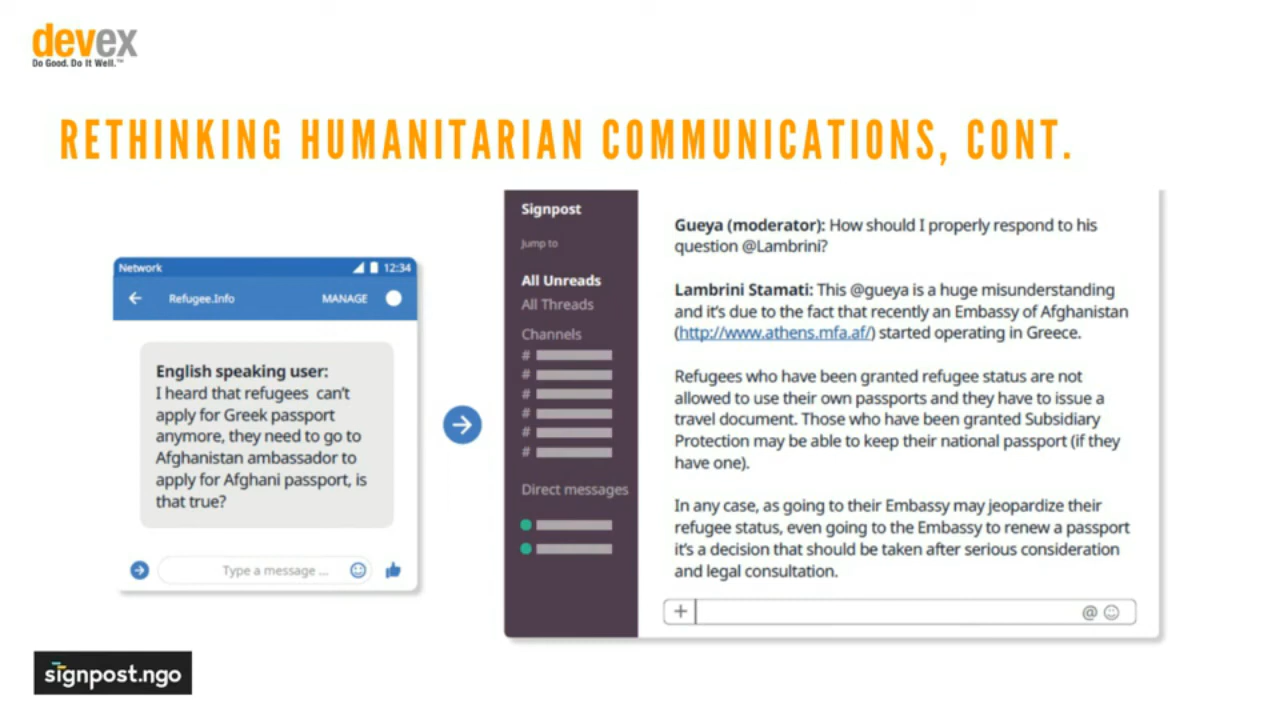 devex
Do Good. Do It Well.™
RETHINKING HUMANITARIAN COMMUNICATIONS, CONT.
Network
12:34
Refugee.Info
MANAGE
English speaking user:
I heard that refugees can't
apply for Greek passport
anymore, they need to go to
Afghanistan ambassador to
apply for Afghani passport, is
that true?
Type a message ...
Signpost
Jump to
All Unreads
All Threads
Channels
#
#
#
#
#
#
Direct messages
Gueya (moderator): How should I properly respond to his
question @Lambrini?
Lambrini Stamati: This @gueya is a huge misunderstanding
and it's due to the fact that recently an Embassy of Afghanistan
(http://www.athens.mfa.af/) started operating in Greece.
Refugees who have been granted refugee status are not
allowed to use their own passports and they have to issue a
travel document. Those who have been granted Subsidiary
Protection may be able to keep their national passport (if they
have one).
In any case, as going to their Embassy may jeopardize their
refugee status, even going to the Embassy to renew a passport
it's a decision that should be taken after serious consideration
and legal consultation.
+
@
signpost.ngo